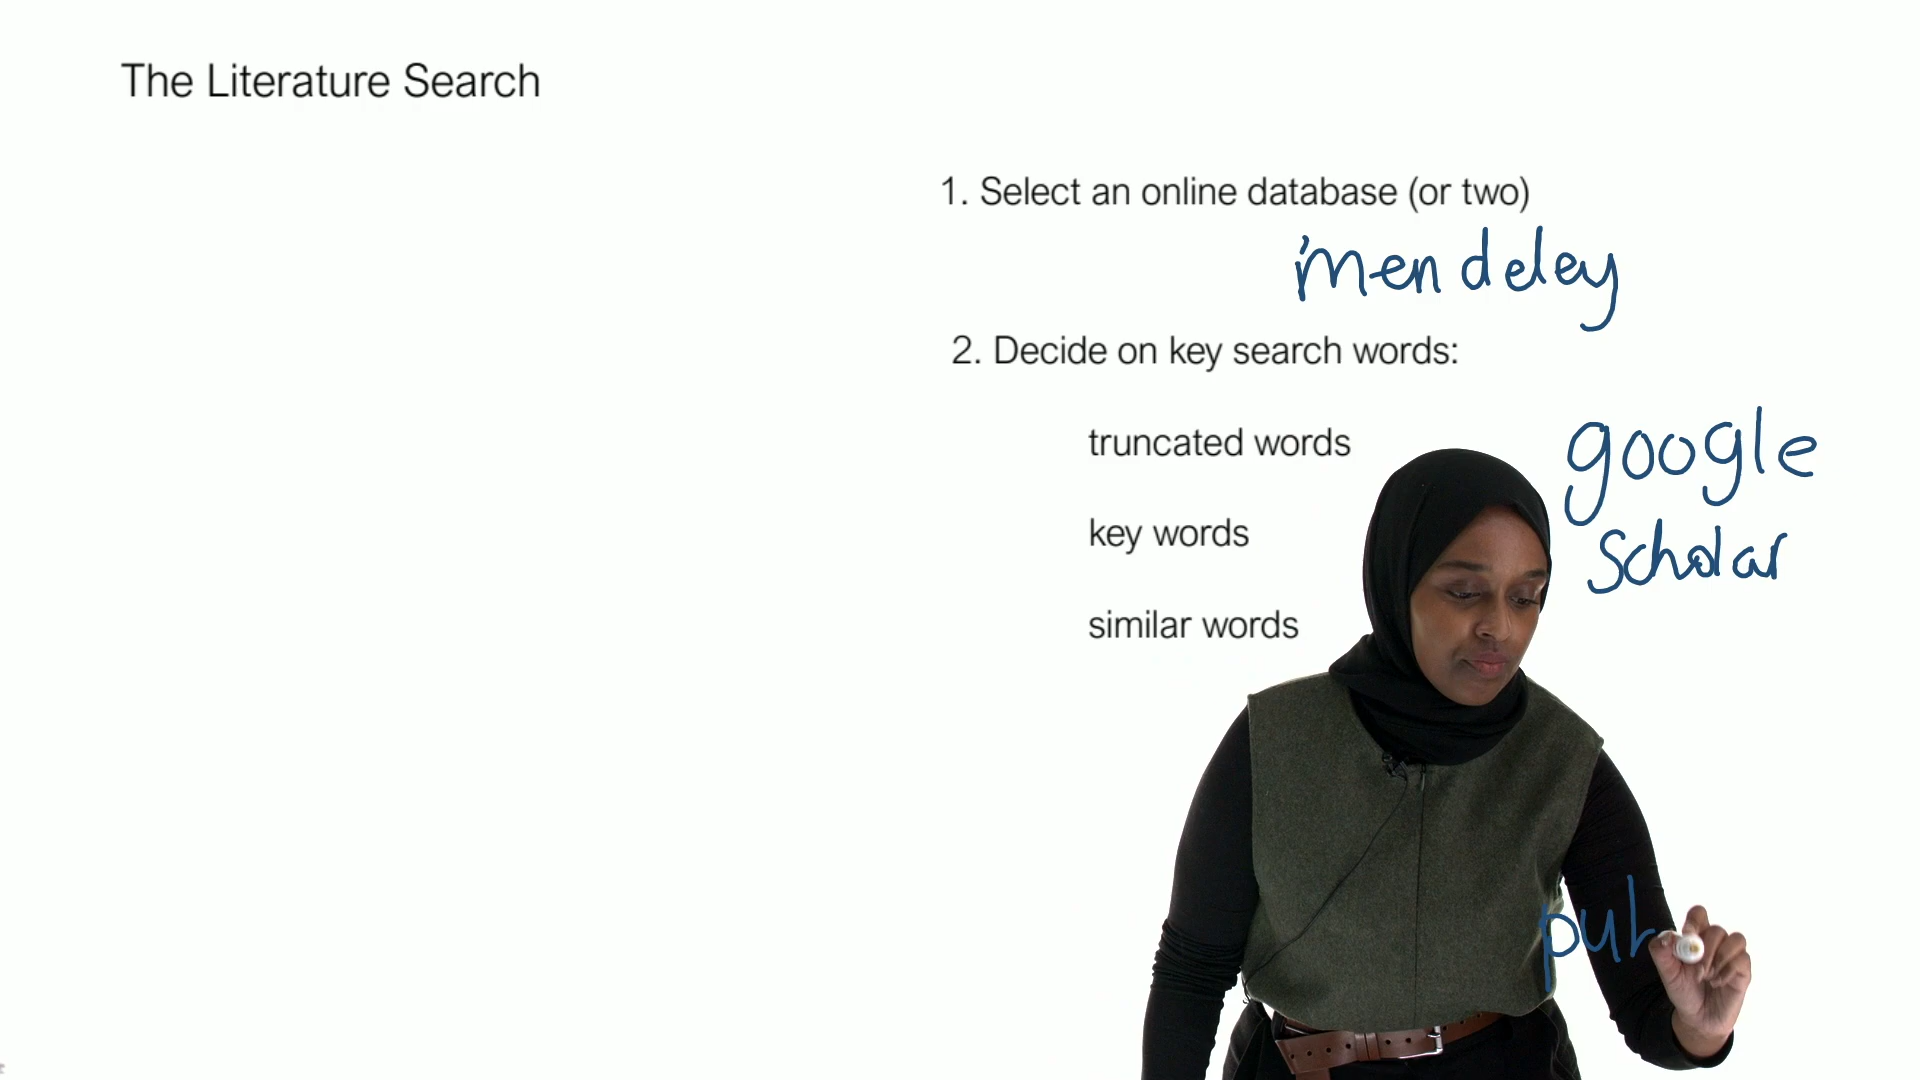 The Literature Search
1. Select an online database (or two)
mendeley
2. Decide on key search words:
truncated words
google
key words
scholar
similar words